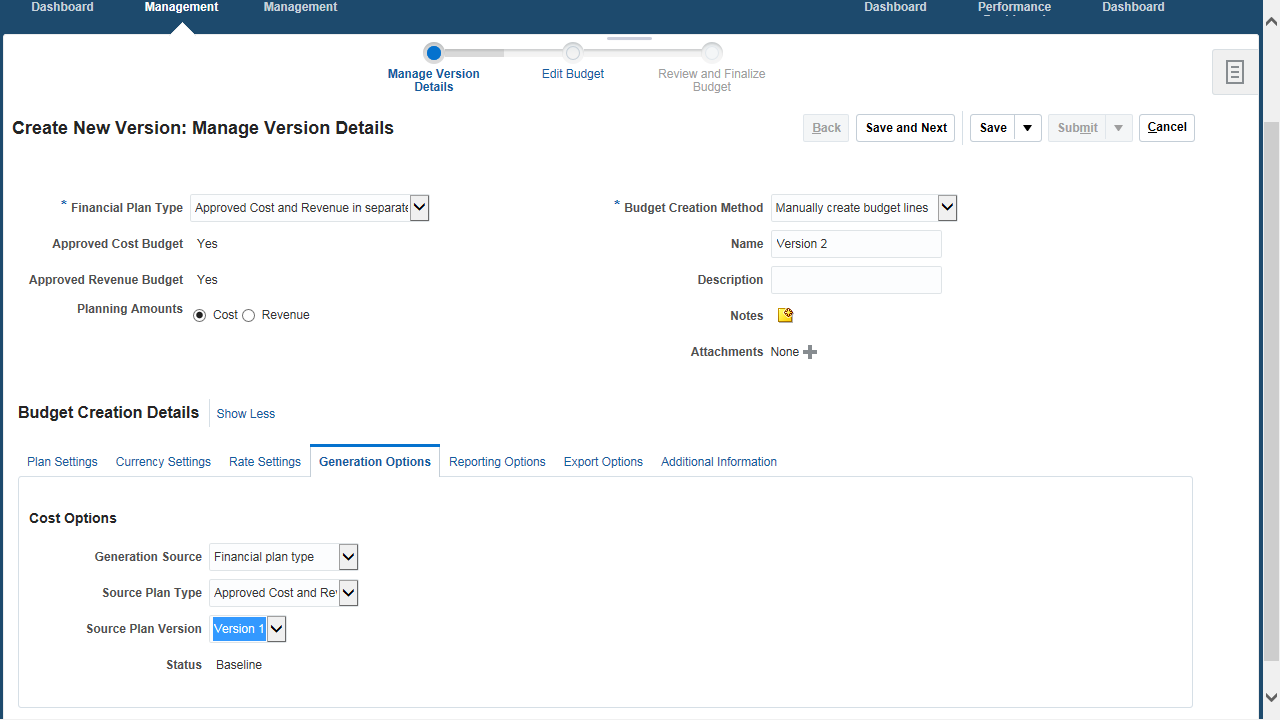 Dashboard Management Management Dashboard Performance Dashboard
Manage Version Details
Edit Budget
Review and Finalize Budget
Create New Version: Manage Version Details
Back Save and Next Save Submit Cancel
* Financial Plan Type Approved Cost and Revenue in separate
* Budget Creation Method Manually create budget lines
Approved Cost Budget Yes
Name Version 2
Approved Revenue Budget Yes
Description
Planning Amounts Cost Revenue
Notes
Attachments None
Budget Creation Details Show Less
Plan Settings Currency Settings Rate Settings Generation Options Reporting Options Export Options Additional Information
Cost Options
Generation Source Financial plan type
Source Plan Type Approved Cost and Re
Source Plan Version Version 1
Status Baseline